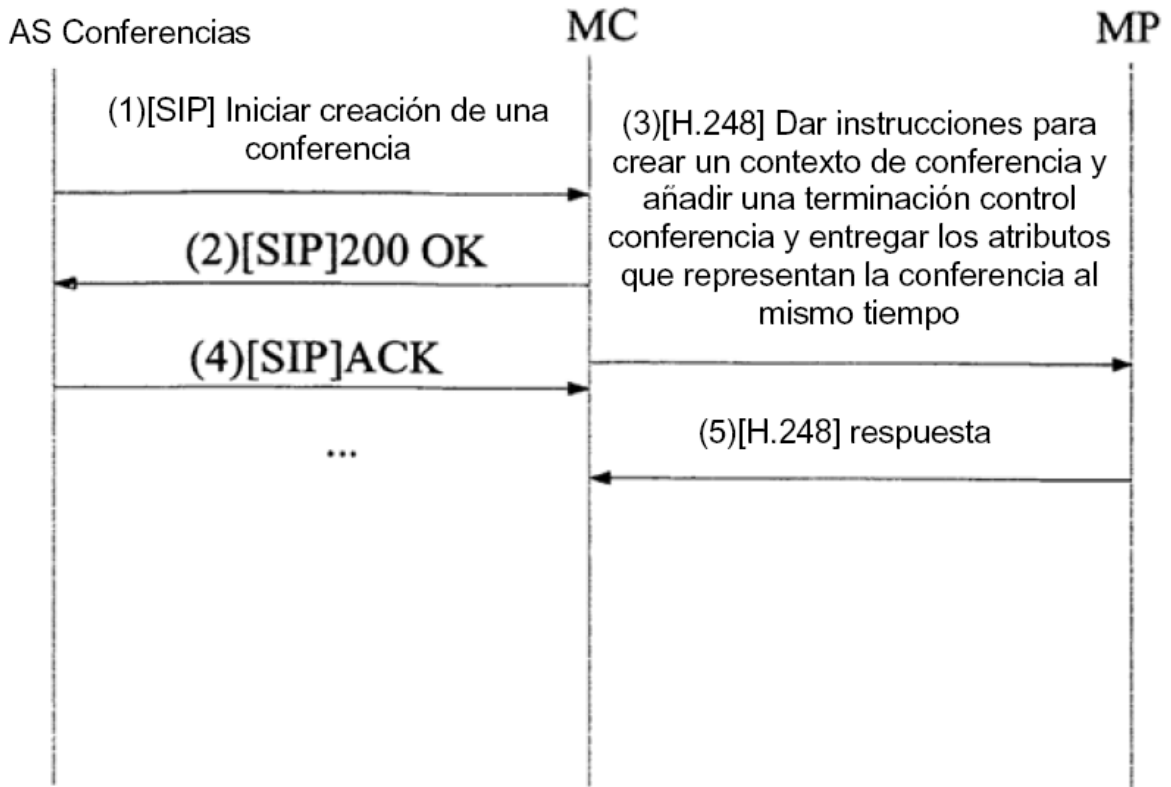 AS Conferencias
MC
MP
(1)[SIP] Iniciar creación de una
conferencia
(2)[SIP]200 OK
(3)[H.248] Dar instrucciones para
crear un contexto de conferencia y
añadir una terminación control
conferencia y entregar los atributos
que representan la conferencia al
mismo tiempo
(4)[SIP]ACK
(5)[H.248] respuesta
...